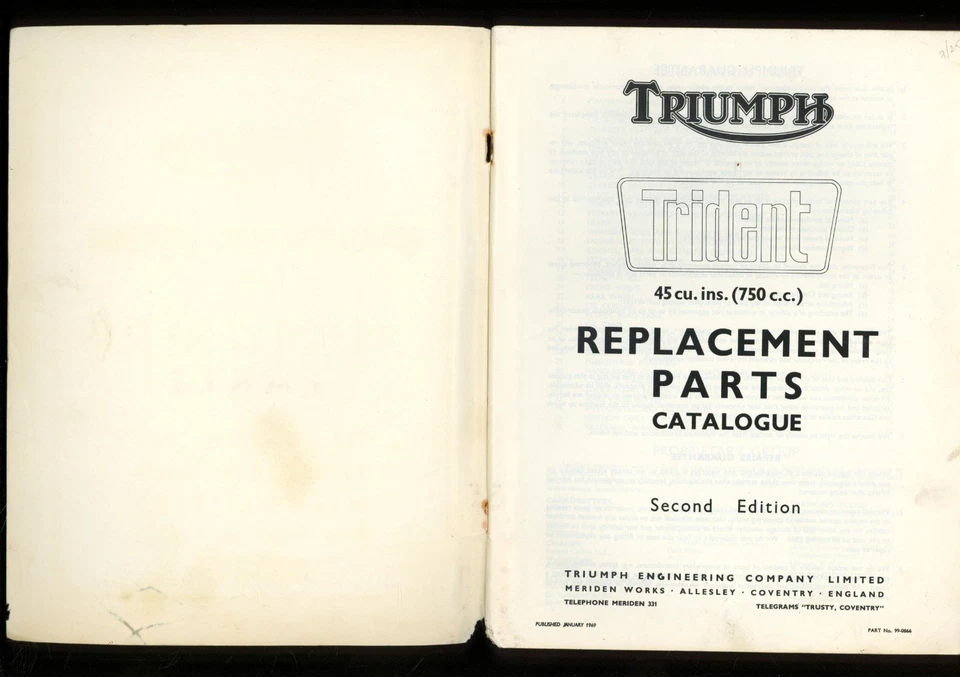 TRIUMPH
Trident
45 cu. ins. (750 c.c.)
REPLACEMENT
PARTS
CATALOGUE
Second Edition
TRIUMPH ENGINEERING COMPANY LIMITED
MERIDEN WORKS · ALLESLEY · COVENTRY · ENGLAND
TELEPHONE MERIDEN 331 TELEGRAMS "TRUSTY, COVENTRY"
PUBLISHED JANUARY 1969 PART No. 99-0866